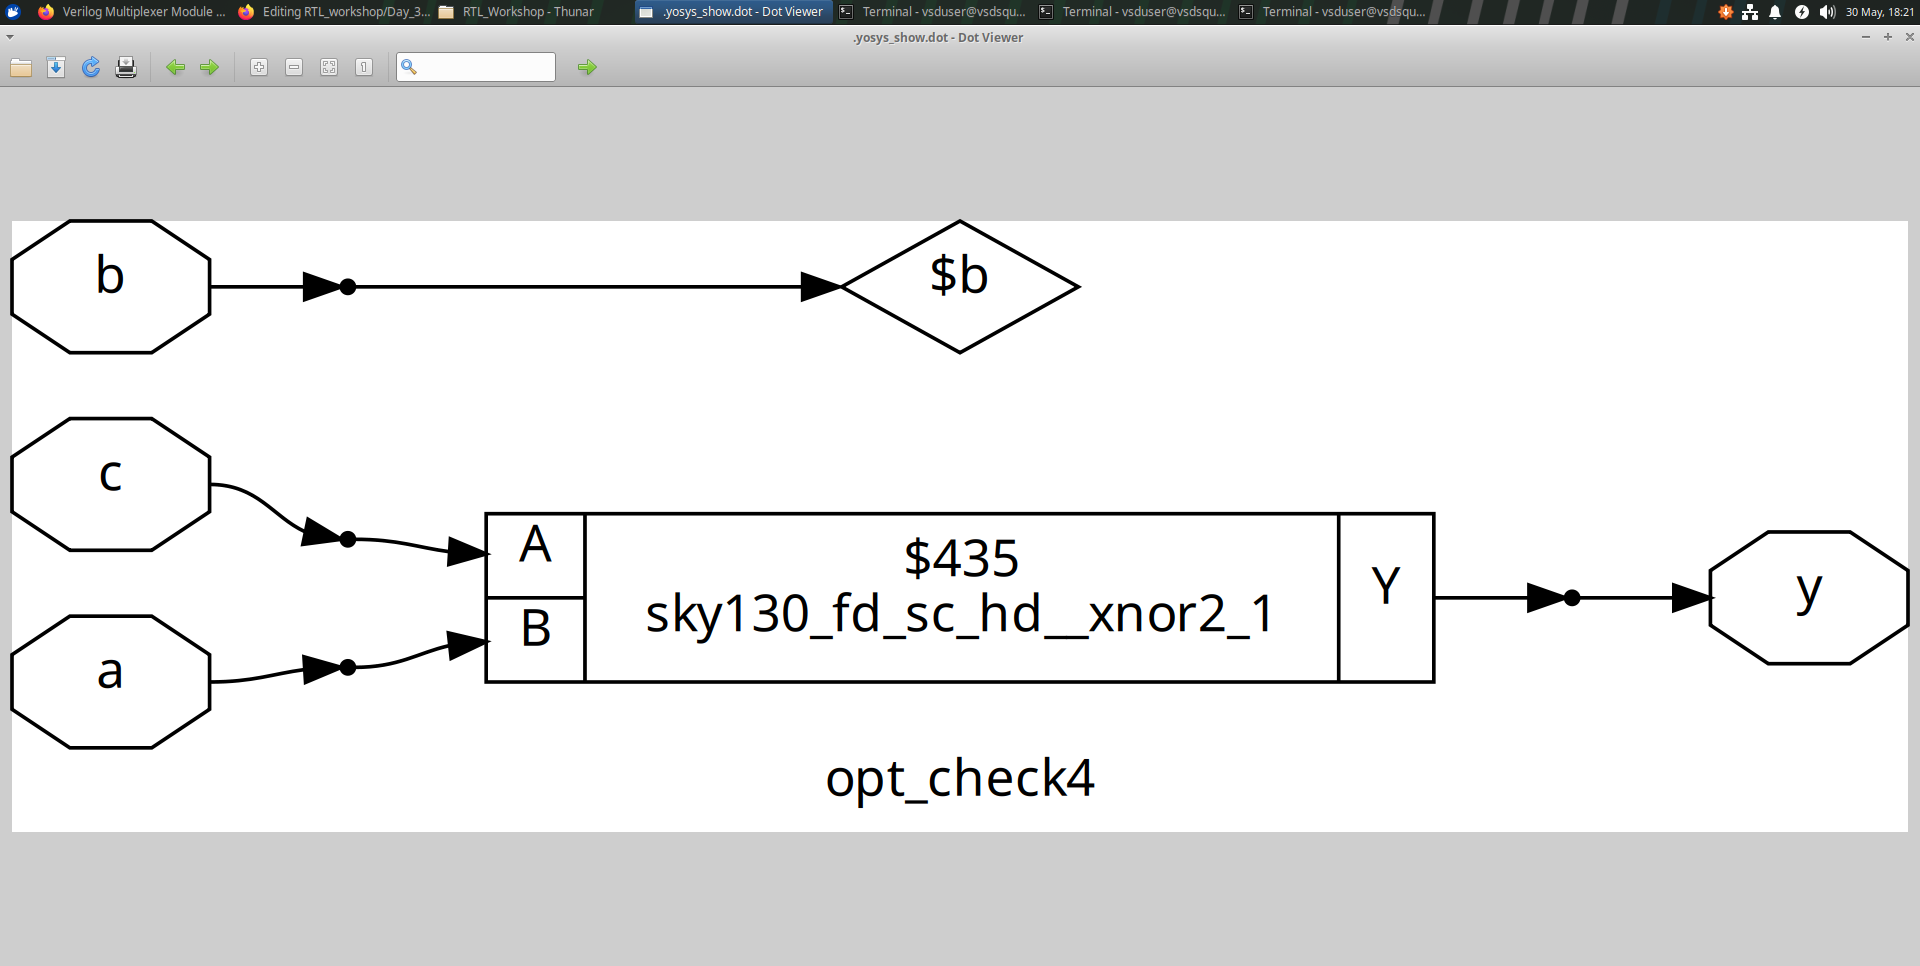 Verilog Multiplexer Module ...
Editing RTL_workshop/Day_3...
RTL_Workshop - Thunar
.yosys_show.dot - Dot Viewer
Terminal - vsduser@vsdsqu...
Terminal - vsduser@vsdsqu...
Terminal - vsduser@vsdsqu...
30 May, 18:21
.yosys_show.dot - Dot Viewer
1
b
$b
c
a
A
B
$435
sky130_fd_sc_hd__xnor2_1
Y
y
opt_check4